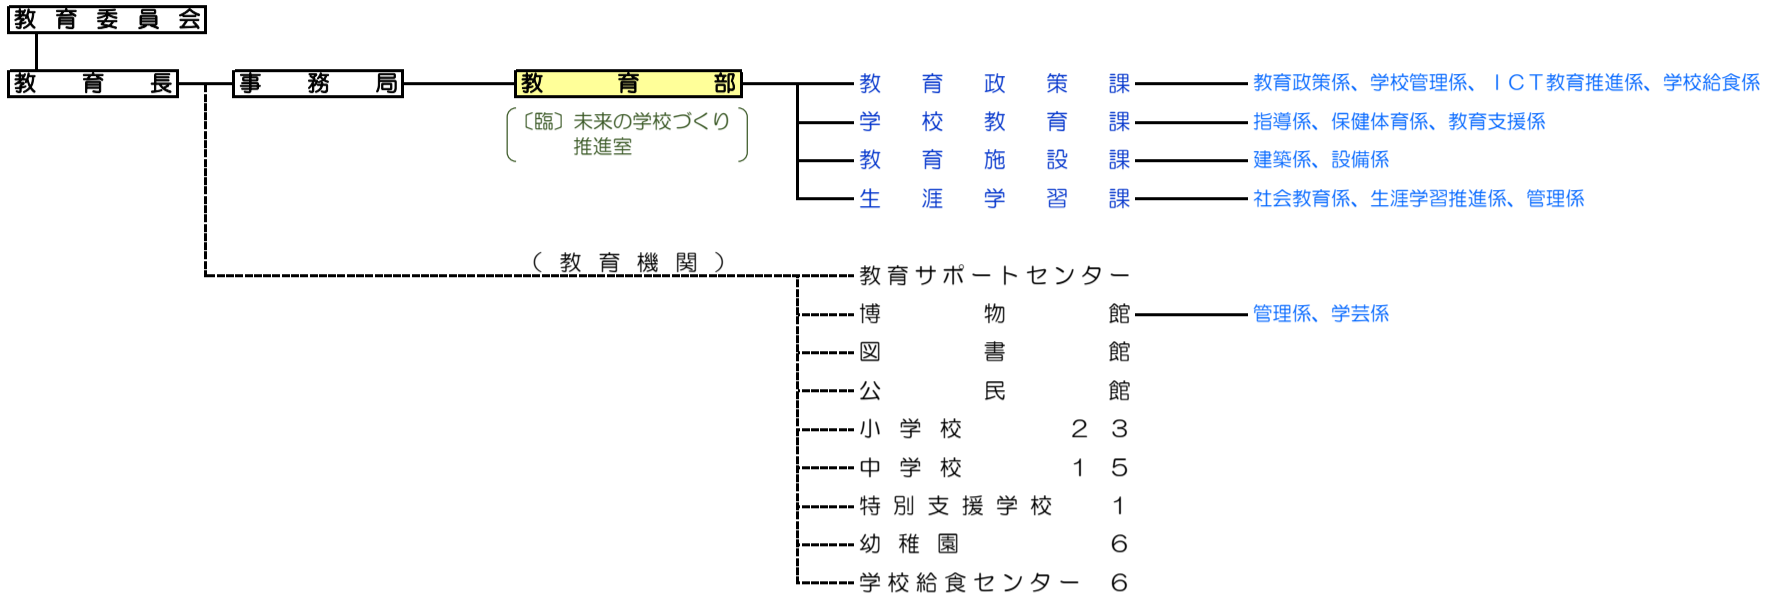 教育委員会
教育長 事務局 教育部 教育政策課 教育政策係、学校管理係、ＩＣＴ教育推進係、学校給食係
〔臨〕未来の学校づくり 学校教育課 指導係、保健体育係、教育支援係
推進室
教育施設課 建築係、設備係
生涯学習課 社会教育係、生涯学習推進係、管理係
（教育機関）
教育サポートセンター
博物館 管理係、学芸係
図書館
公民館
小学校 ２３
中学校 １５
特別支援学校 １
幼稚園 ６
学校給食センター ６